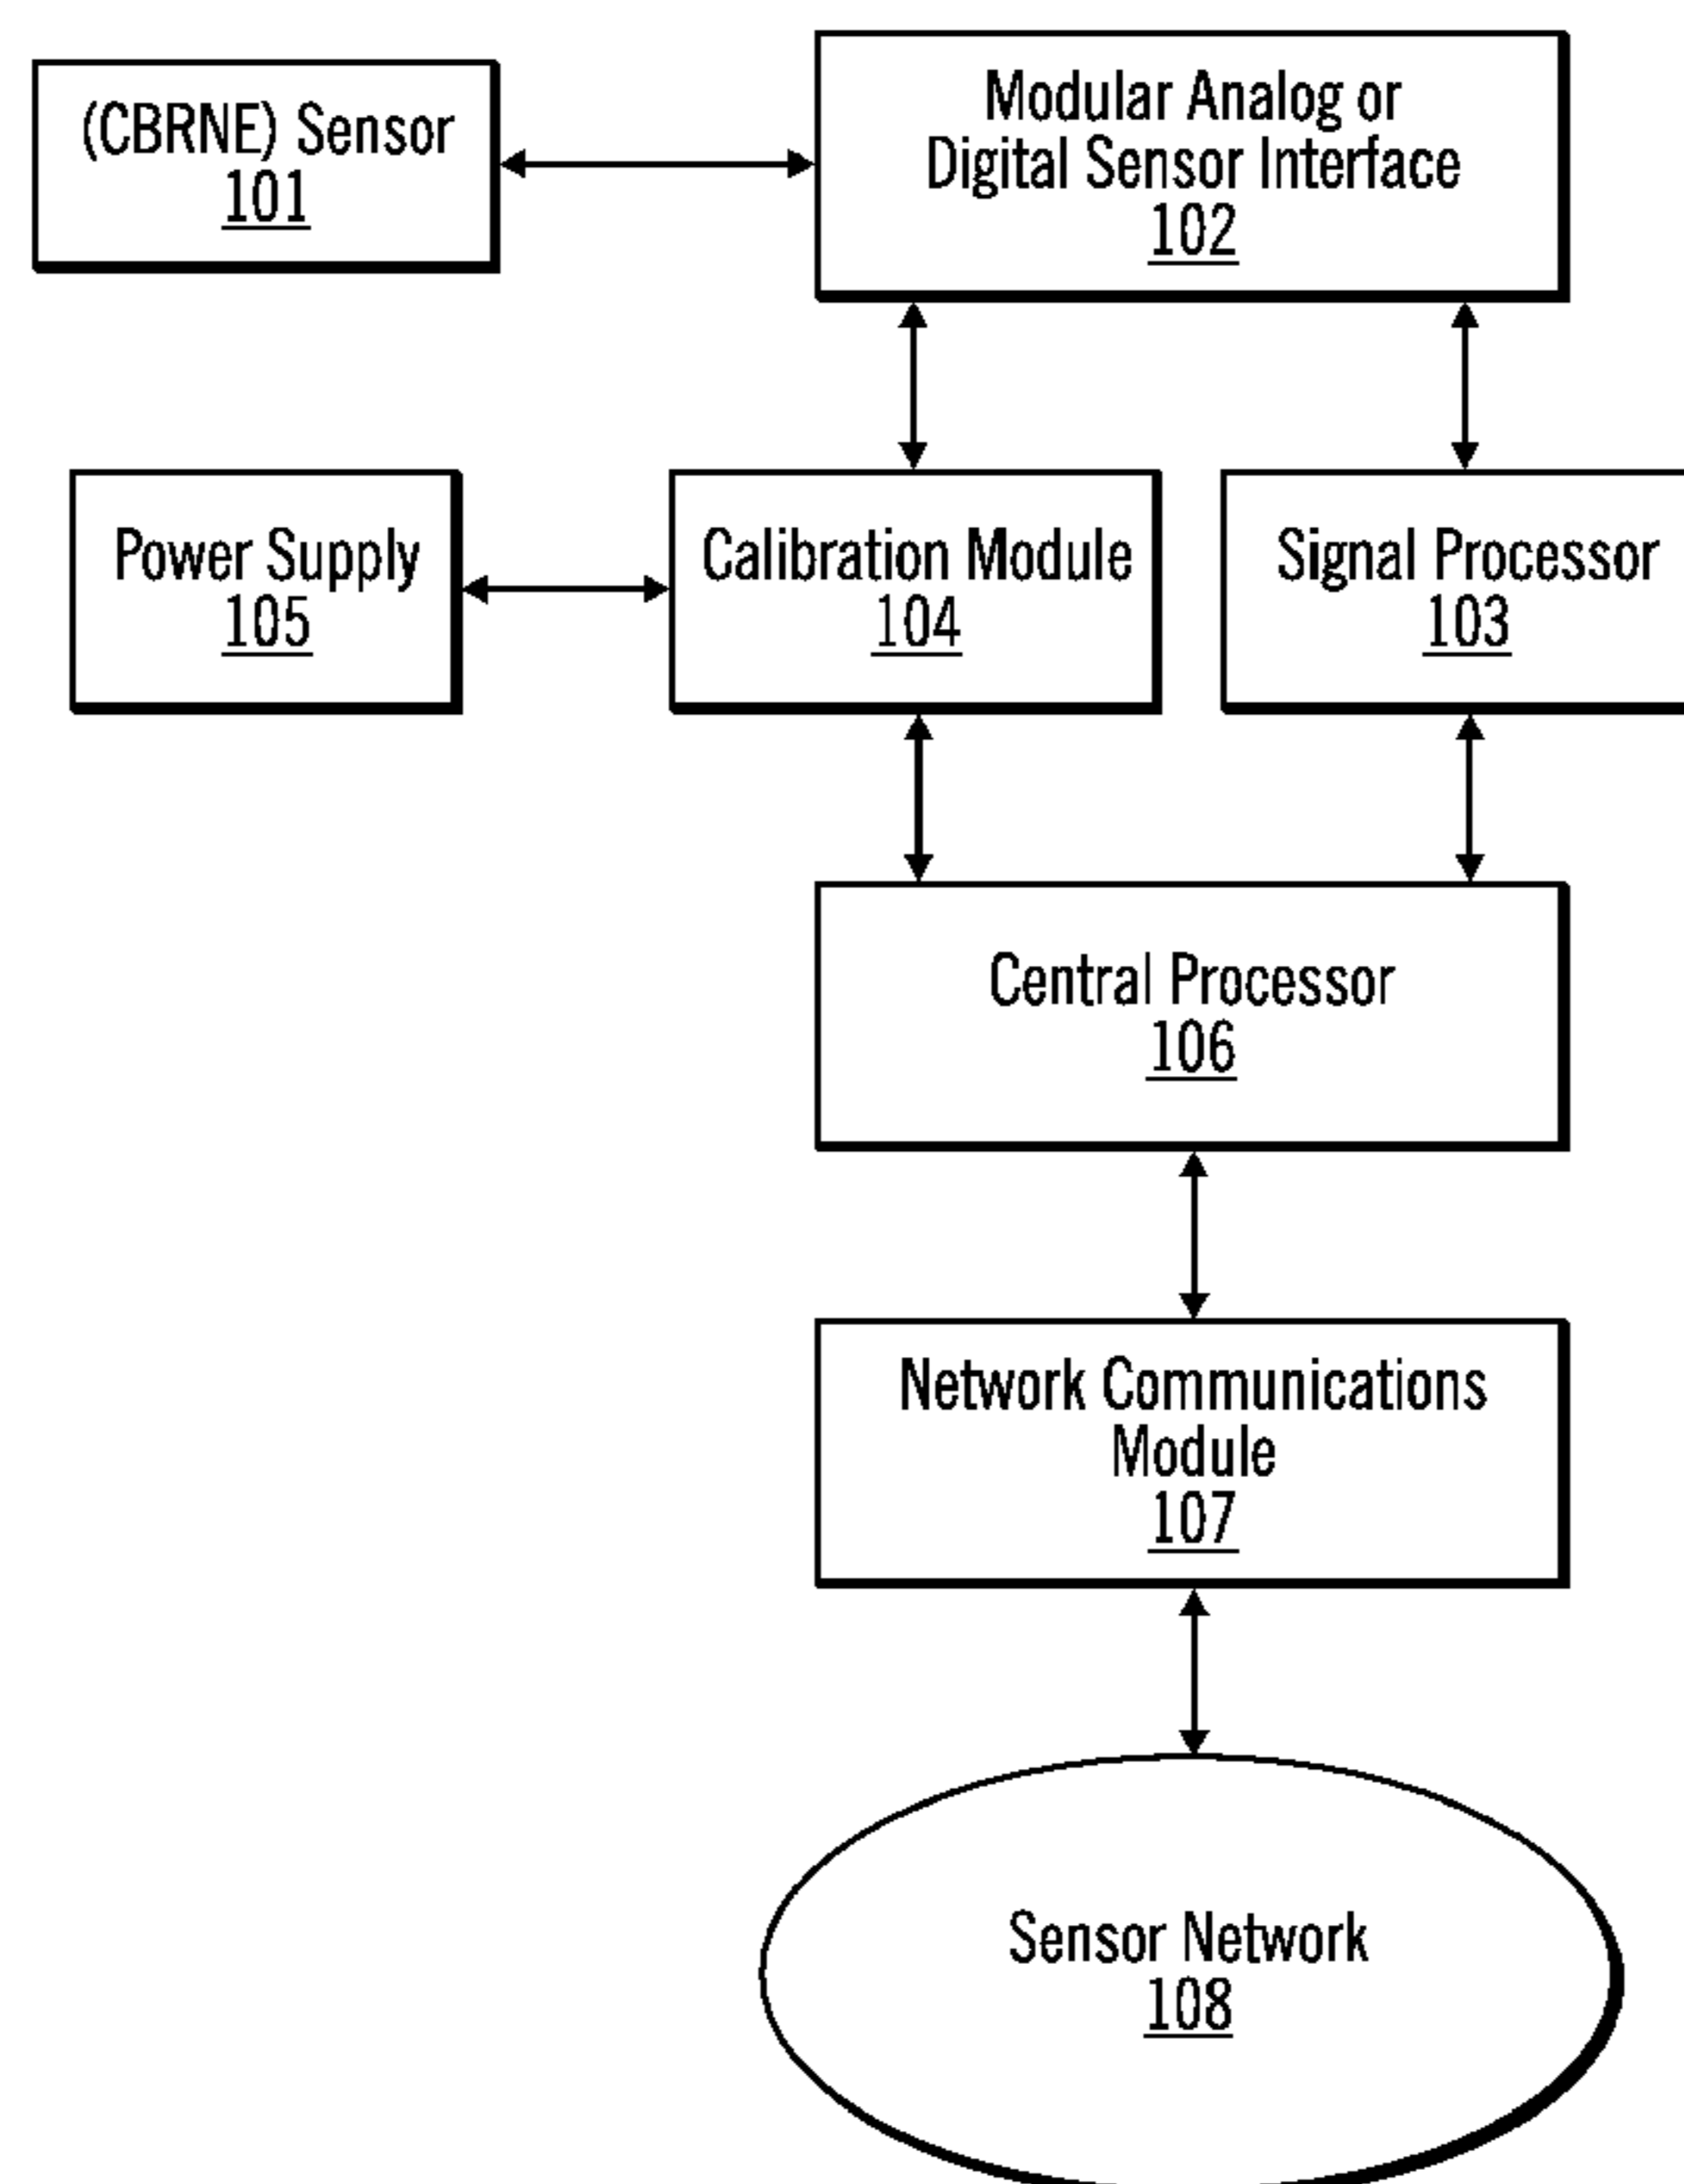 (CBRNE) Sensor
101
Modular Analog or
Digital Sensor Interface
102
Power Supply
105
Calibration Module
104
Signal Processor
103
Central Processor
106
Network Communications
Module
107
Sensor Network
108